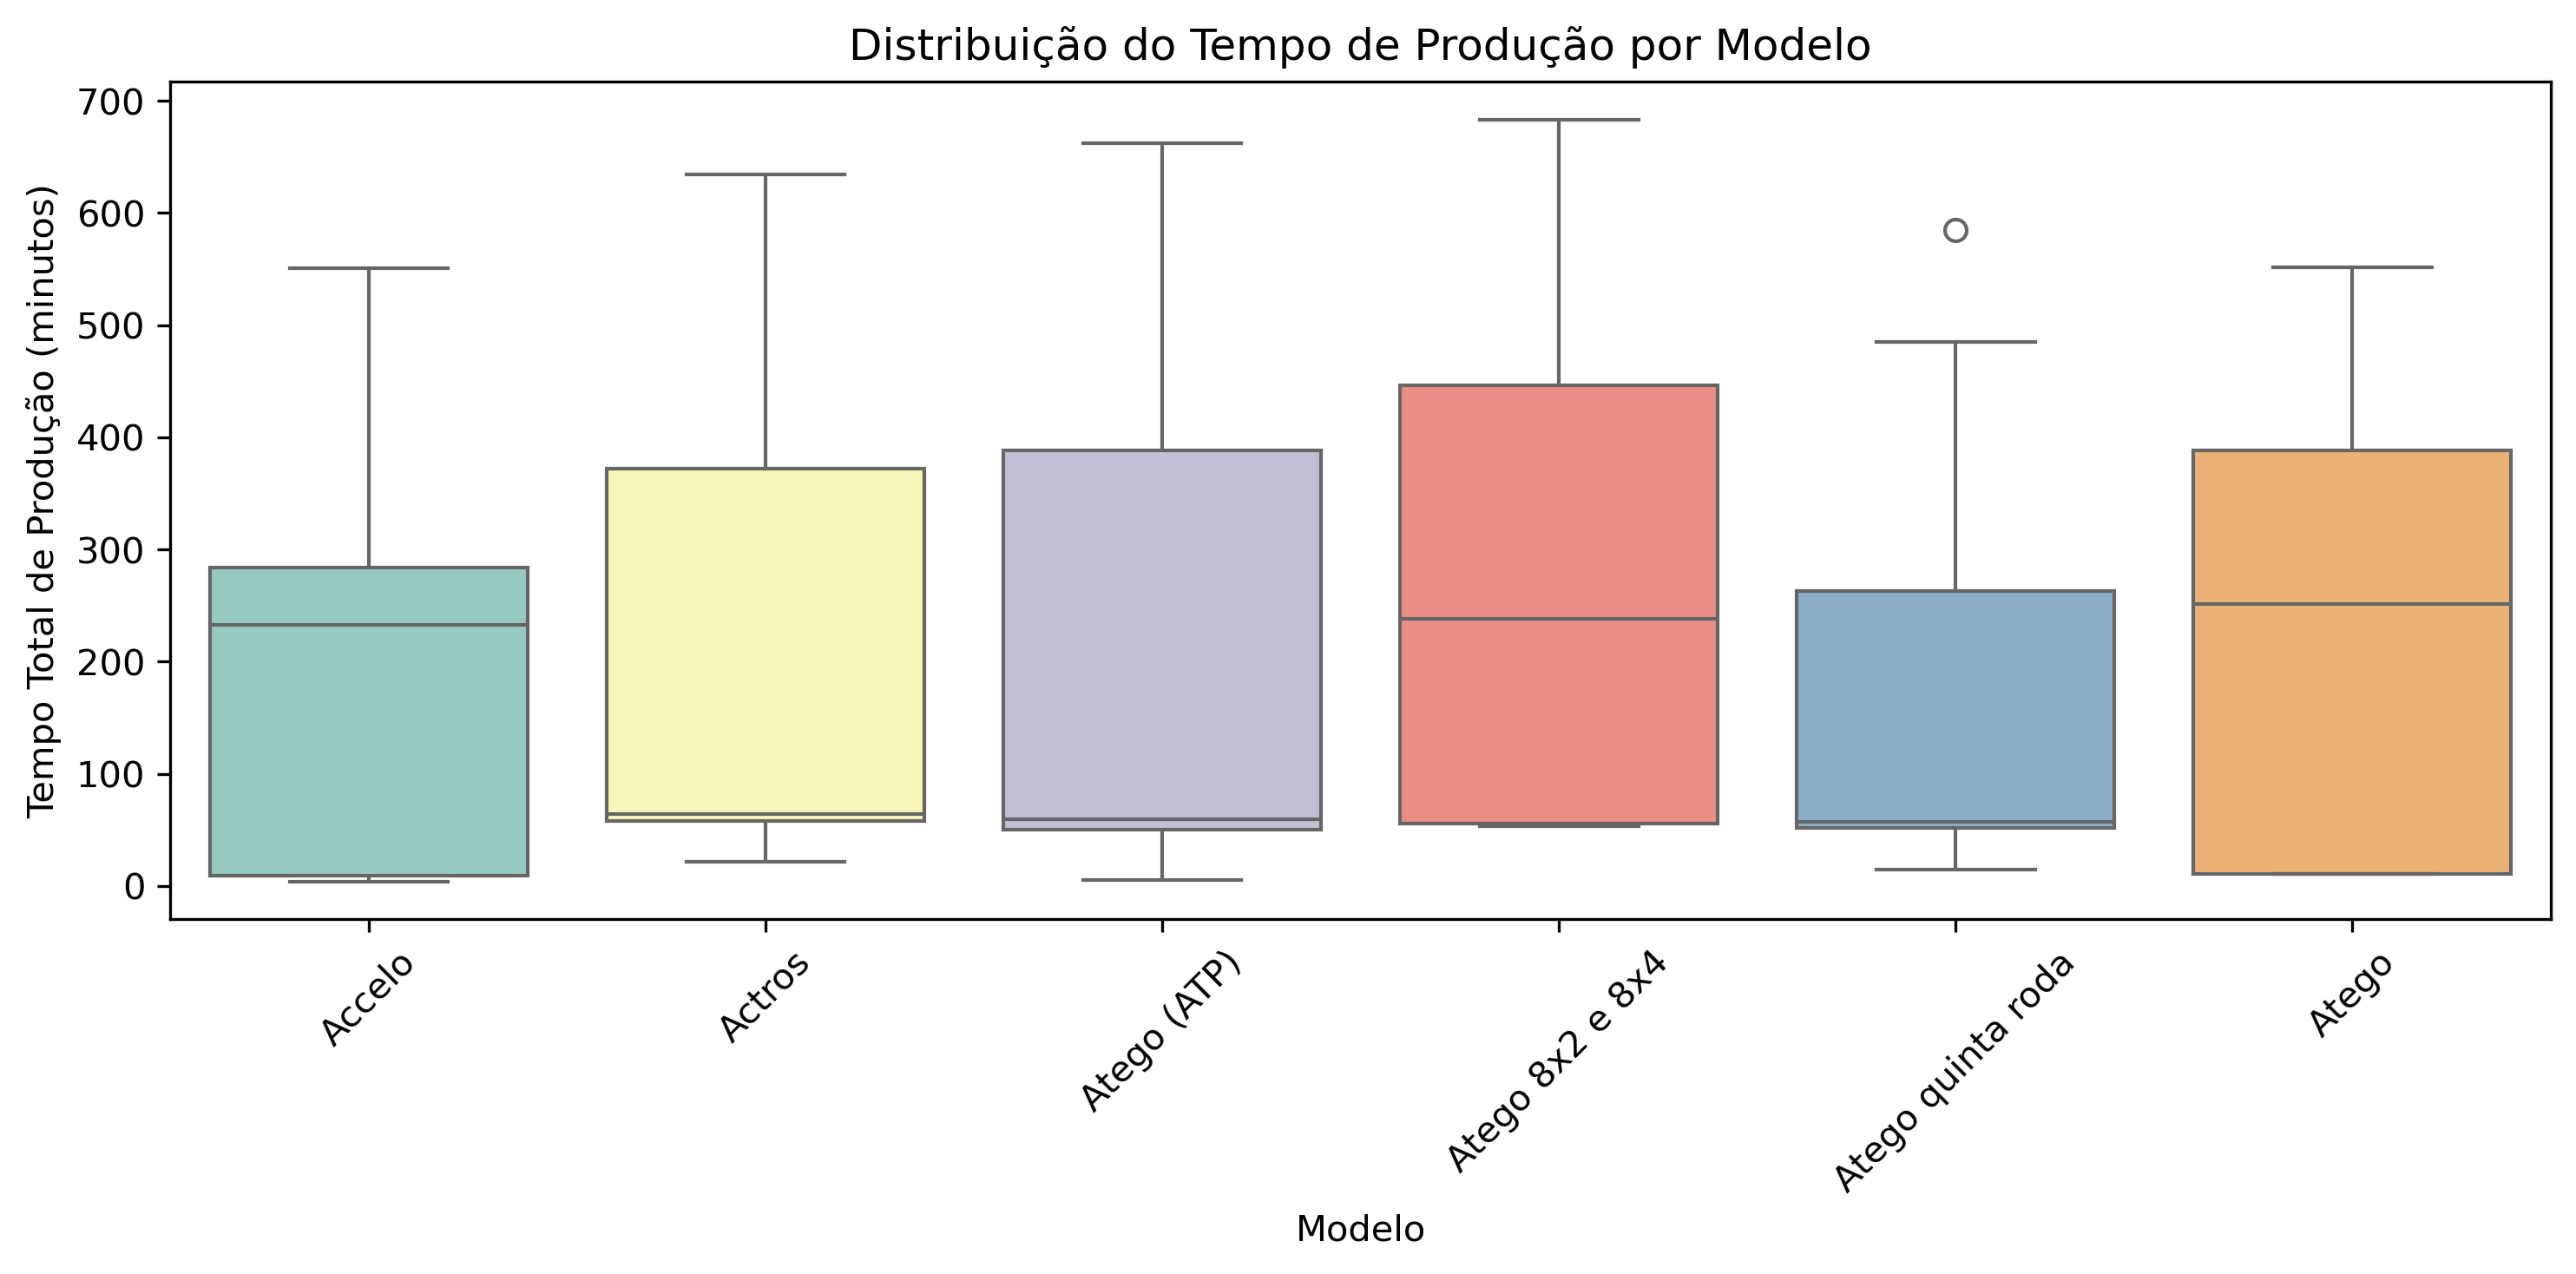 Distribuição do Tempo de Produção por Modelo
Tempo Total de Produção (minutos)
700
600
500
400
300
200
100
0
Accelo
Actros
Atego (ATP)
Atego 8x2 e 8x4
Atego quinta roda
Atego
Modelo